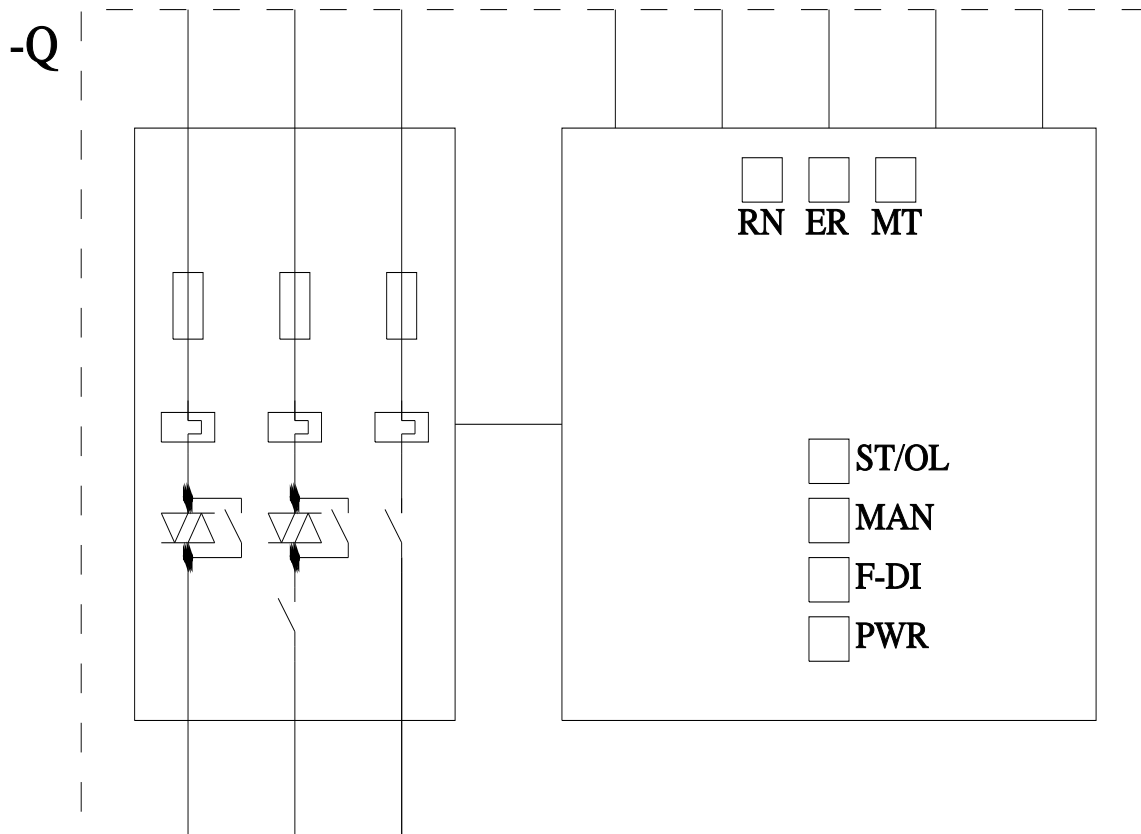 -Q
RN ER MT
ST/OL
MAN
F-DI
PWR